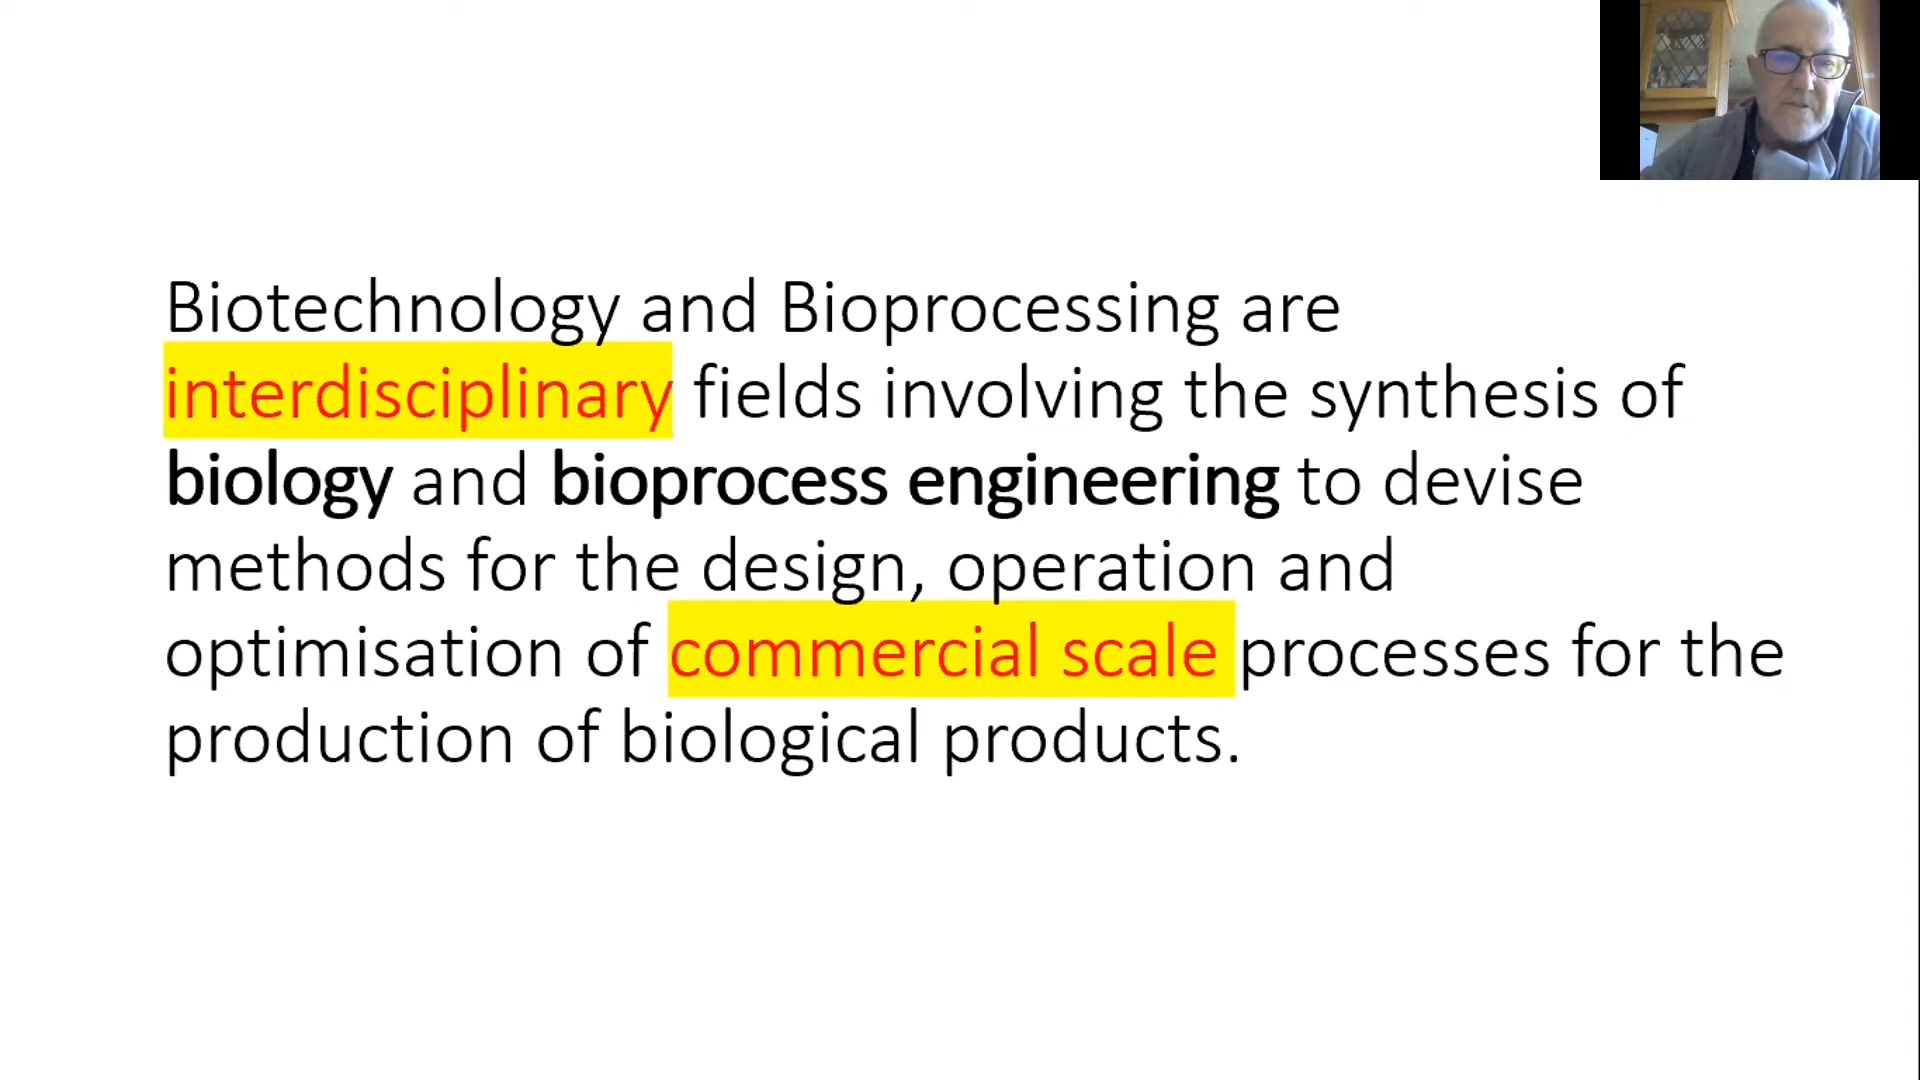 Biotechnology and Bioprocessing are
interdisciplinary fields involving the synthesis of
biology and bioprocess engineering to devise
methods for the design, operation and
optimisation of commercial scale processes for the
production of biological products.